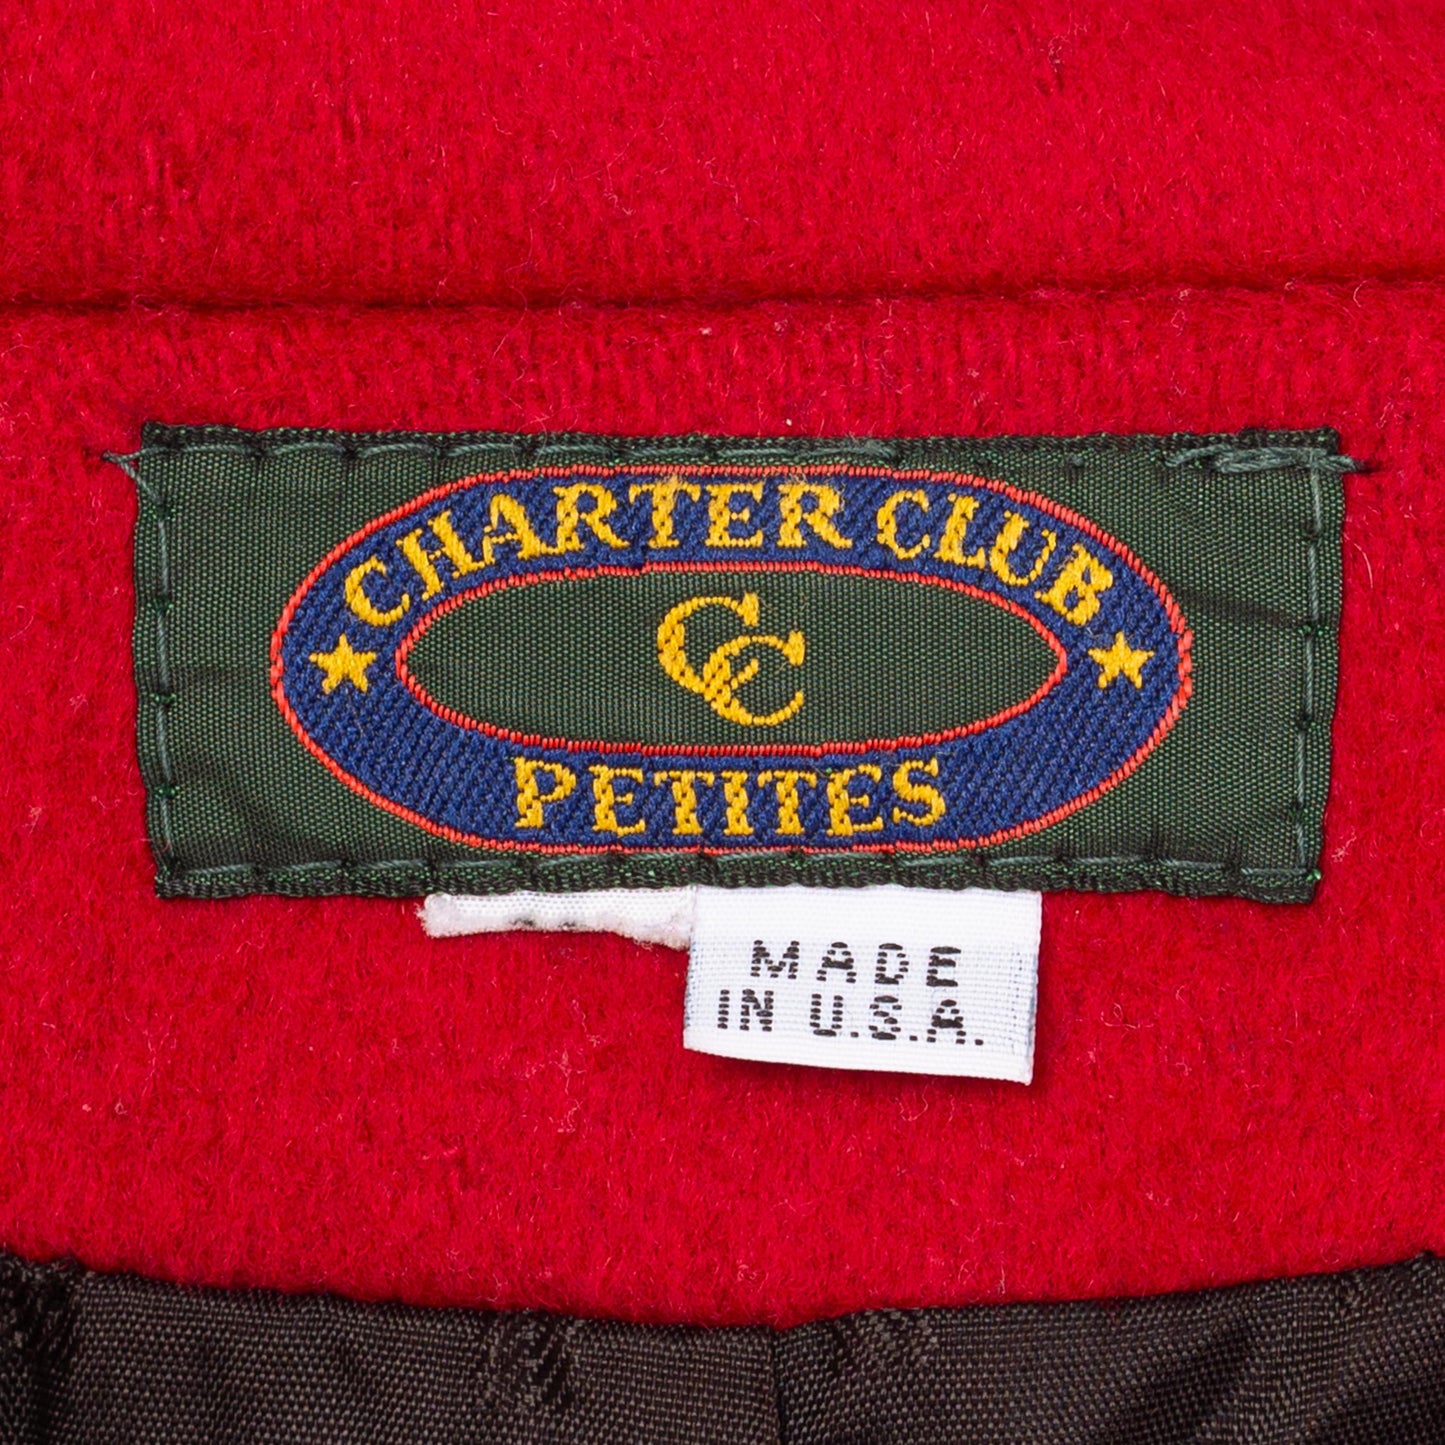 CHARTER CLUB
CC
PETITES
MADE
IN U.S.A.